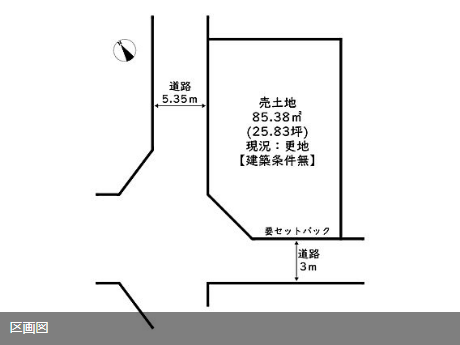 N
道路
5.35m
売土地
85.38㎡
(25.83坪)
現況：更地
【建築条件無】
要セットバック
道路
3m
区画図